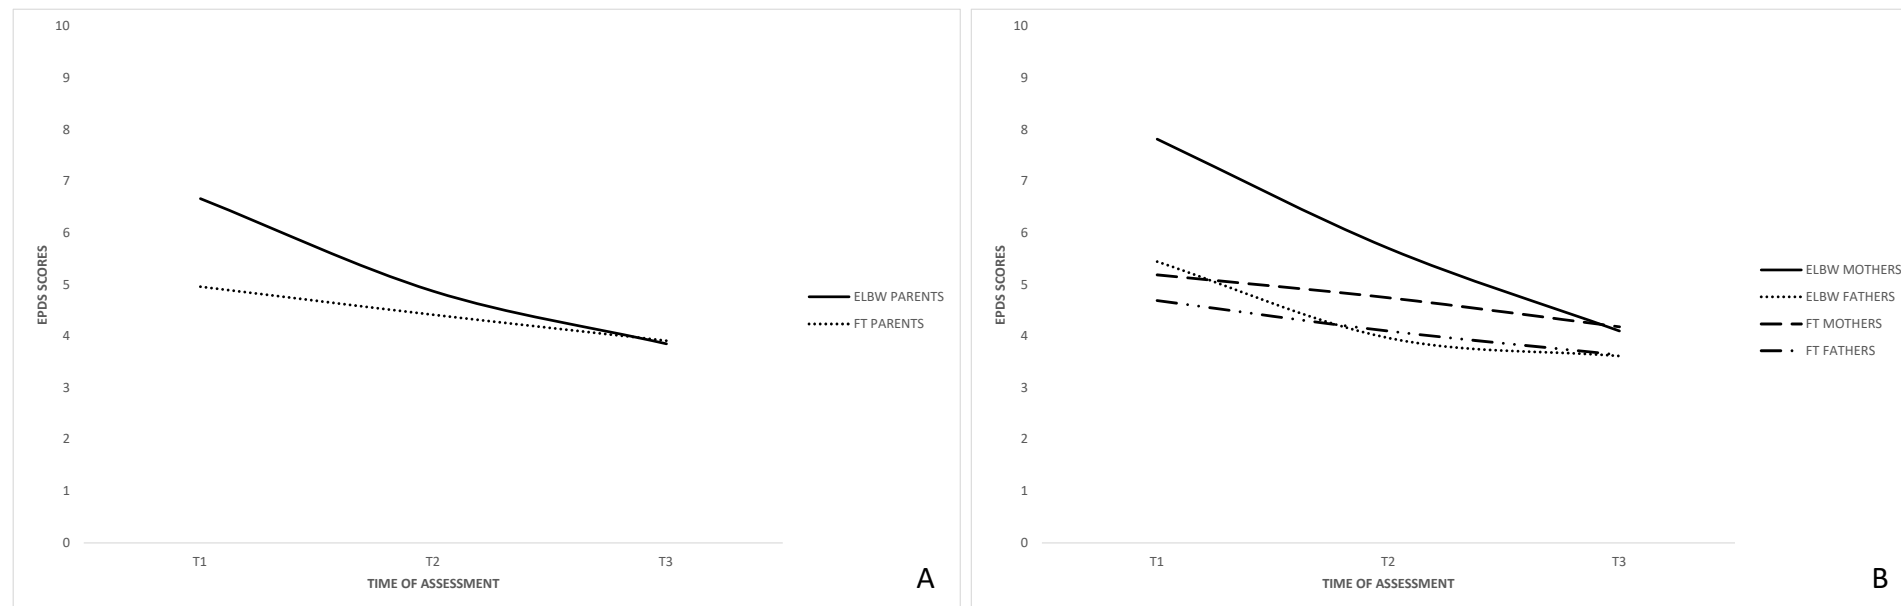 10
9
8
7
6
5
4
3
2
1
0
EPDS SCORES
T1 T2 T3
TIME OF ASSESSMENT
ELBW PARENTS
FT PARENTS
A
10
9
8
7
6
5
4
3
2
1
0
EPDS SCORES
T1 T2 T3
TIME OF ASSESSMENT
ELBW MOTHERS
ELBW FATHERS
FT MOTHERS
FT FATHERS
B